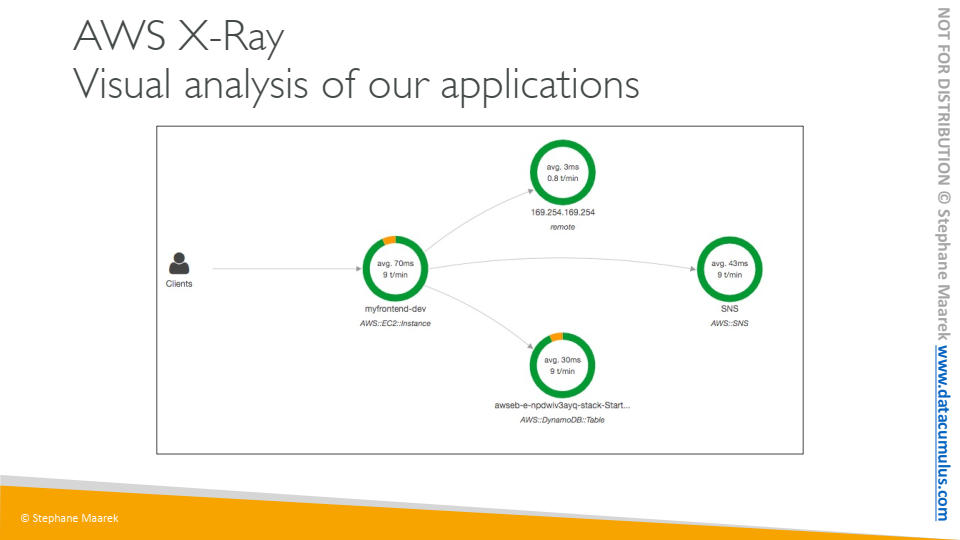 AWS X-Ray
Visual analysis of our applications
avg. 3ms
0.8 t/min
169.254.169.254
remote
Clients
avg. 70ms
9 t/min
myfrontend-dev
AWS::EC2::Instance
avg. 43ms
9 t/min
SNS
AWS::SNS
avg. 30ms
9 t/min
awseb-e-npdwiv3ayq-stack-Start...
AWS::DynamoDB::Table
NOT FOR DISTRIBUTION © Stephane Maarek www.datacumulus.com
© Stephane Maarek